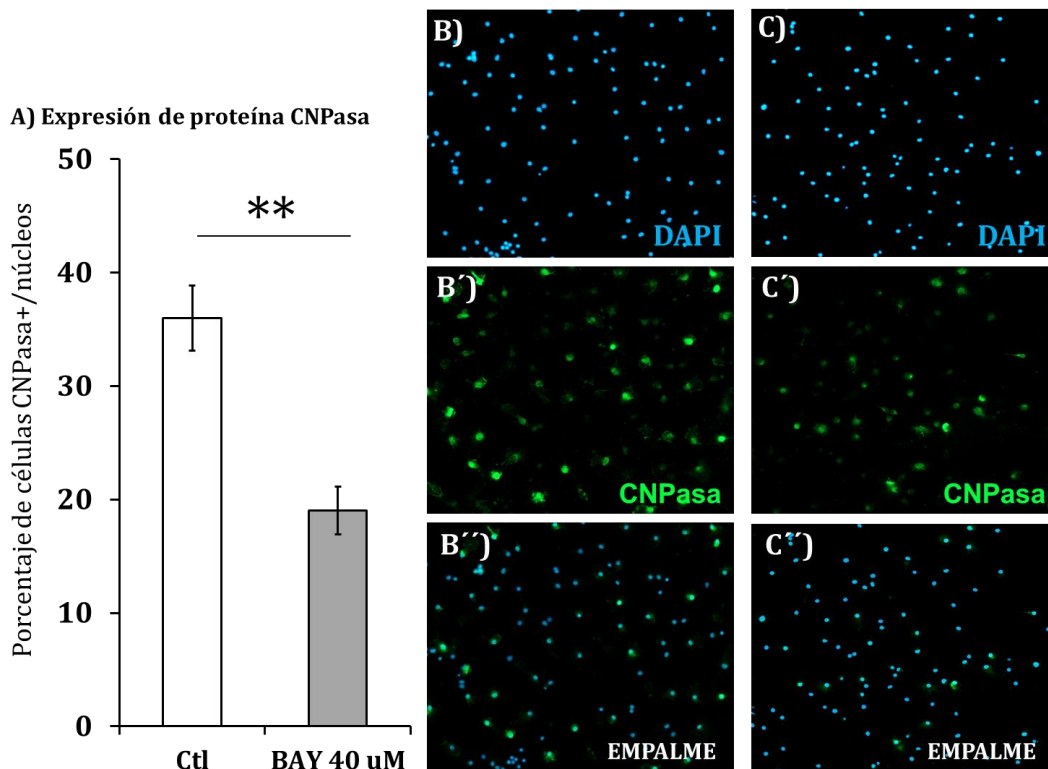 A) Expresión de proteína CNPasa
Porcentaje de células CNPasa+/núcleos
50
40
30
20
10
0
**
Ctl
BAY 40 uM
B)
DAPI
C)
DAPI
B´)
CNPasa
C´)
CNPasa
B´´)
EMPALME
C´´)
EMPALME